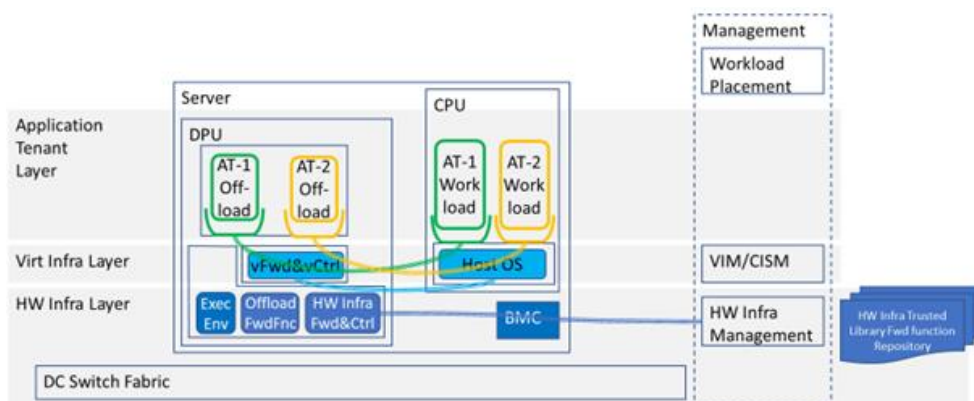 Management
Workload
Placement
Server
CPU
Application
Tenant
Layer
DPU
AT-1
Off-
load
AT-2
Off-
load
AT-1
Work
load
AT-2
Work
load
Virt Infra Layer
vFwd&vCtrl
Host OS
VIM/CISM
HW Infra Layer
Exec
Env
Offload
FwdFnc
HW Infra
Fwd&Ctrl
BMC
HW Infra
Management
HW Infra Trusted
Library Fwd function
Repository
DC Switch Fabric